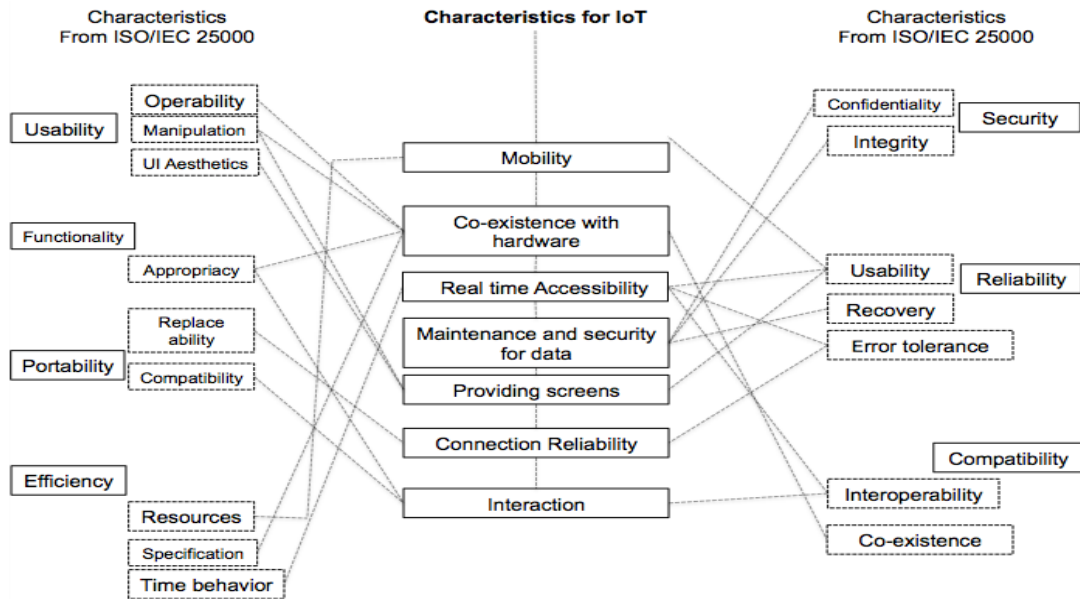 Characteristics
From ISO/IEC 25000
Characteristics for IoT
Characteristics
From ISO/IEC 25000
Usability
Operability
Manipulation
UI Aesthetics
Functionality
Appropriacy
Portability
Replace
ability
Compatibility
Efficiency
Resources
Specification
Time behavior
Mobility
Co-existence with
hardware
Real time Accessibility
Maintenance and security
for data
Providing screens
Connection Reliability
Interaction
Confidentiality
Security
Integrity
Usability
Reliability
Recovery
Error tolerance
Compatibility
Interoperability
Co-existence